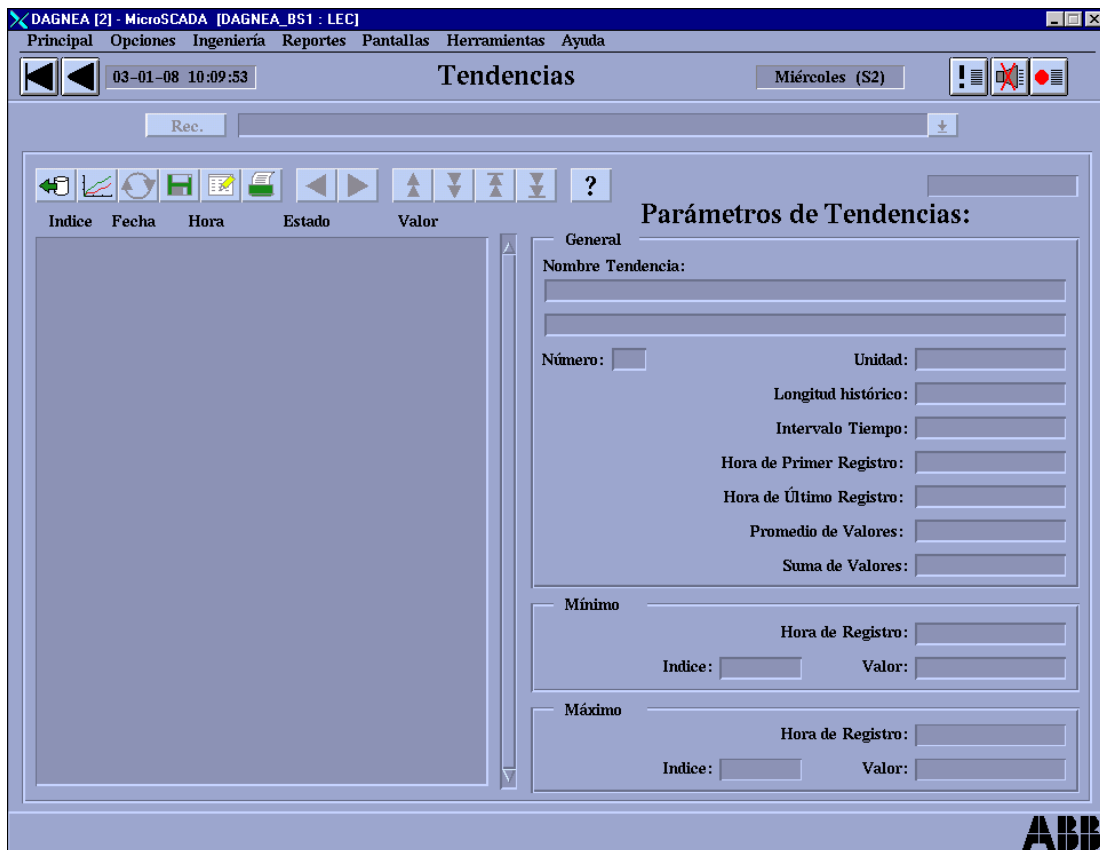 DAGNEA [2] - MicroSCADA [DAGNEA_BS1 : LEC]
Principal Opciones Ingeniería Reportes Pantallas Herramientas Ayuda
03-01-08 10:09:53 Tendencias Miércoles (S2)
Rec.
?
Indice Fecha Hora Estado Valor
Parámetros de Tendencias:
General
Nombre Tendencia:
Número: Unidad:
Longitud histórico:
Intervalo Tiempo:
Hora de Primer Registro:
Hora de Último Registro:
Promedio de Valores:
Suma de Valores:
Mínimo
Hora de Registro:
Indice: Valor:
Máximo
Hora de Registro:
Indice: Valor:
ABB